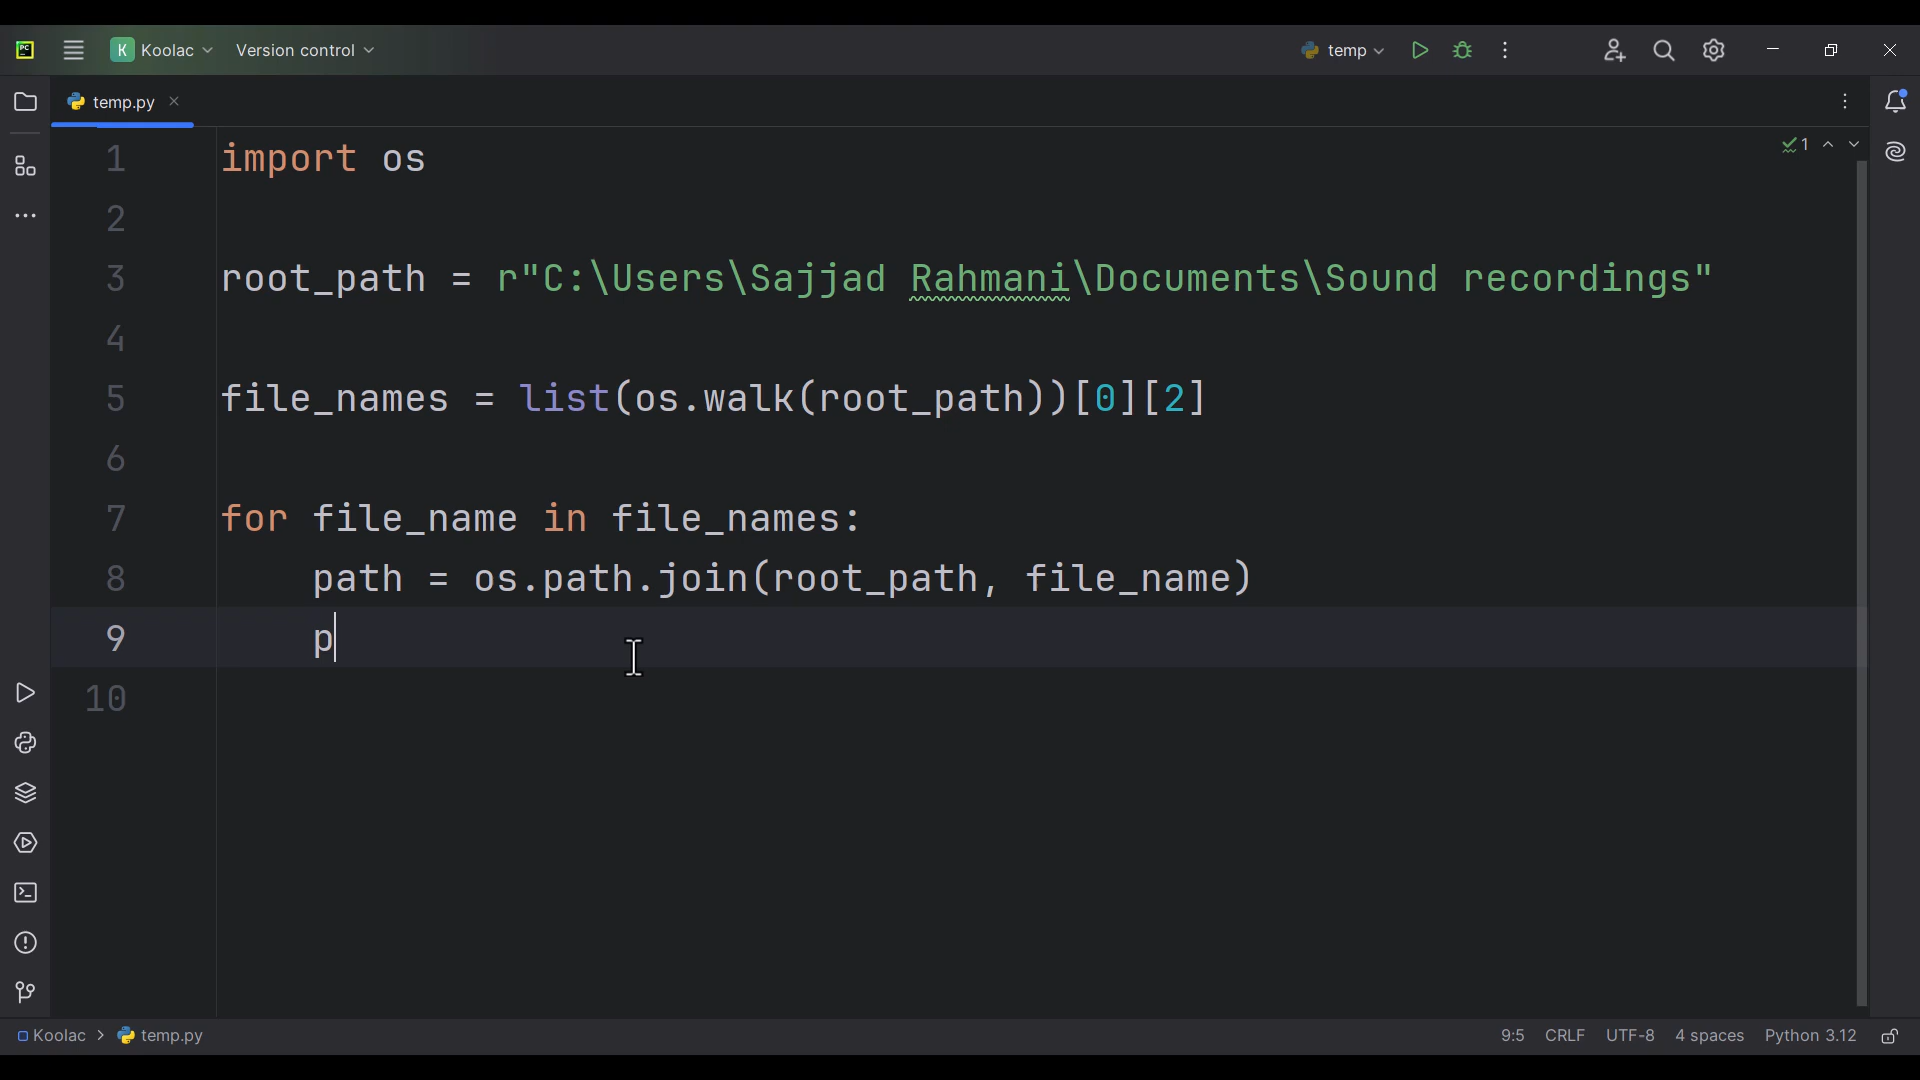 PC
K Koolac
Version control
temp
temp.py
1
1 import os
2
3 root_path = r"C:\Users\Sajjad Rahmani\Documents\Sound recordings"
4
5 file_names = list(os.walk(root_path))[0][2]
6
7 for file_name in file_names:
8     path = os.path.join(root_path, file_name)
9     p
10
Koolac > temp.py
9:5 CRLF UTF-8 4 spaces Python 3.12